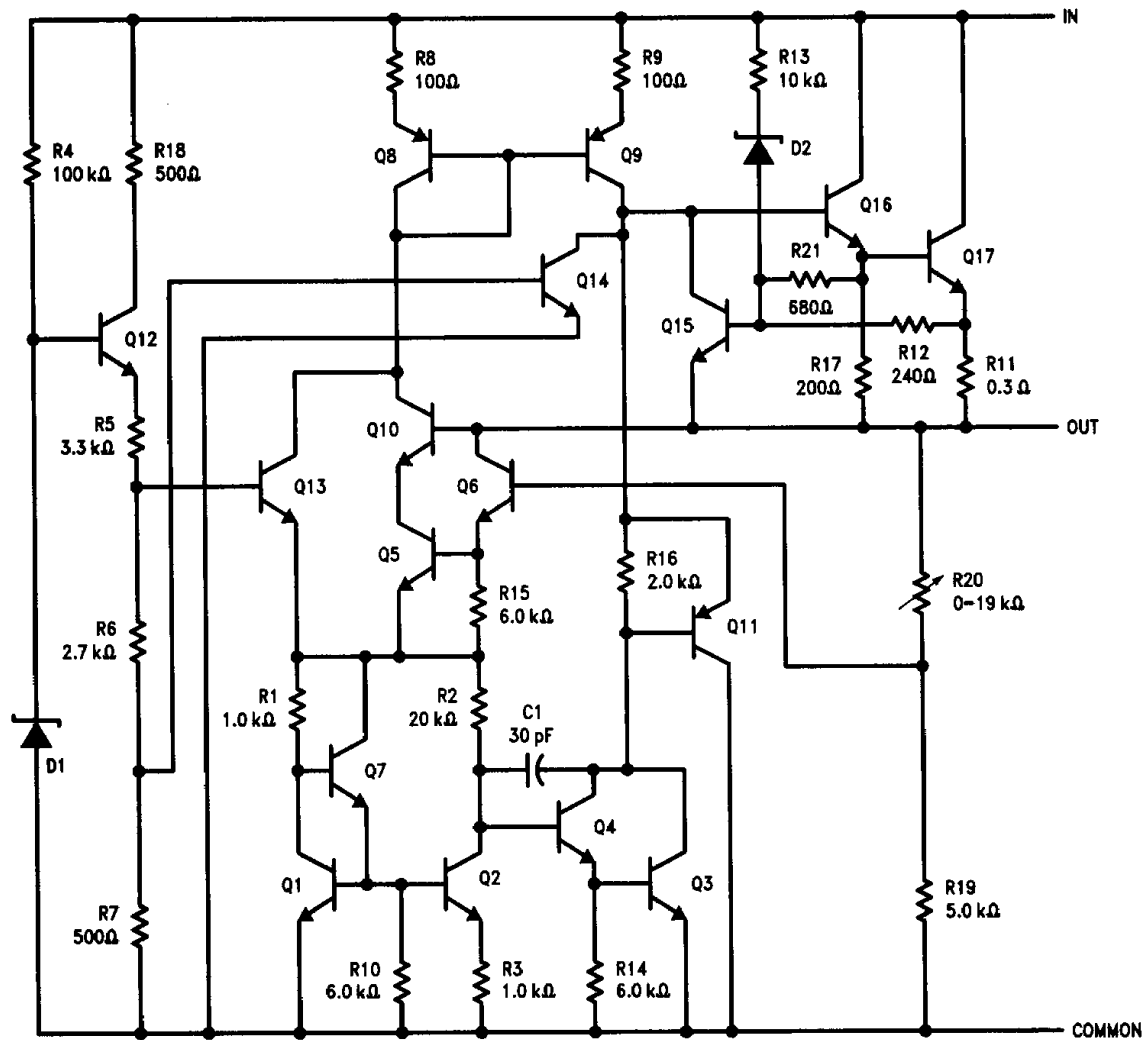 IN
R8
100Ω
R9
100Ω
R13
10 kΩ
R4
100 kΩ
R18
500Ω
Q8
Q9
D2
Q16
R21
680Ω
Q17
Q14
Q12
Q15
R12
240Ω
R17
200Ω
R11
0.3 Ω
R5
3.3 kΩ
Q10
OUT
Q13
Q6
Q5
R16
2.0 kΩ
R20
0–19 kΩ
R15
6.0 kΩ
Q11
R6
2.7 kΩ
R1
1.0 kΩ
R2
20 kΩ
C1
30 pF
D1
Q7
Q4
Q1
Q2
Q3
R19
5.0 kΩ
R7
500Ω
R10
6.0 kΩ
R3
1.0 kΩ
R14
6.0 kΩ
COMMON